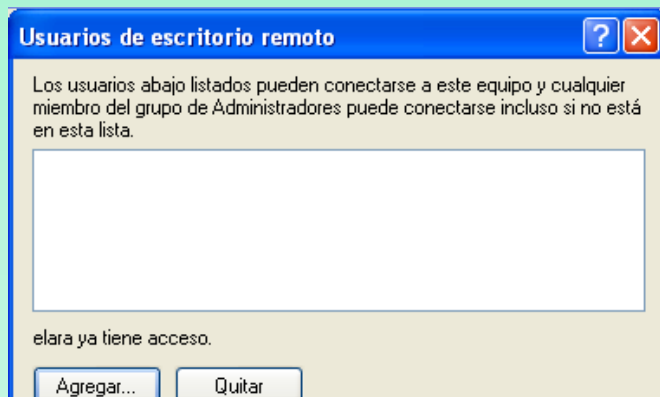 Usuarios de escritorio remoto
Los usuarios abajo listados pueden conectarse a este equipo y cualquier
miembro del grupo de Administradores puede conectarse incluso si no está
en esta lista.
elara ya tiene acceso.
Agregar... Quitar